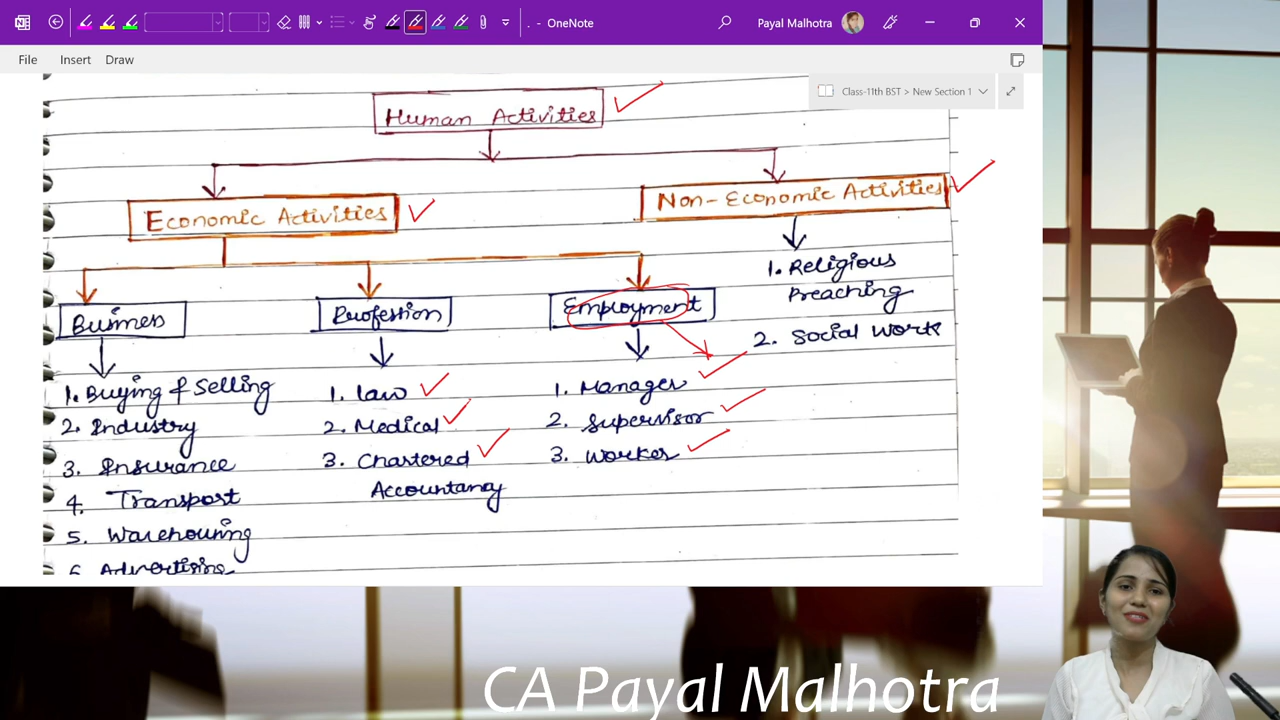 . - OneNote
Payal Malhotra
File Insert Draw
Class-11th BST > New Section 1
Human Activities
Economic Activities
Non-Economic Activities
Business
Profession
Employment
1. Religious
Preaching
2. Social Work
1. Buying & Selling
2. Industry
3. Insurance
4. Transport
5. Warehousing
6. Advertising
1. Law
2. Medical
3. Chartered
Accountancy
1. Manager
2. Supervisor
3. Worker
CA Payal Malhotra